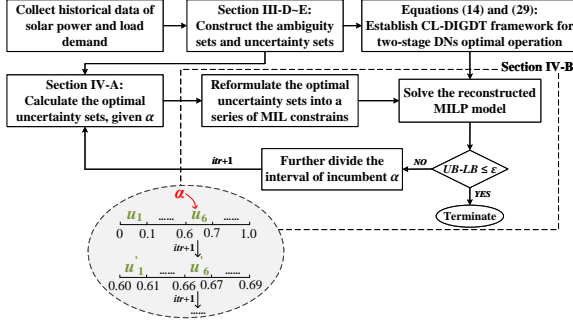 Collect historical data of
solar power and load
demand
Section III-D~E:
Construct the ambiguity
sets and uncertainty sets
Equations (14) and (29):
Establish CL-DIGDT framework for
two-stage DNs optimal operation
Section IV-B
Section IV-A:
Calculate the optimal
uncertainty sets, given α
Reformulate the optimal
uncertainty sets into a
series of MIL constrains
Solve the reconstructed
MILP model
itr+1
Further divide the
interval of incumbent α
NO
UB-LB ≤ ε
YES
Terminate
α
u1 ...... u6 ......
0 0.1 0.6 0.7 1.0
itr+1
u'1 ...... u'6 ......
0.60 0.61 0.66 0.67 0.69
itr+1
......